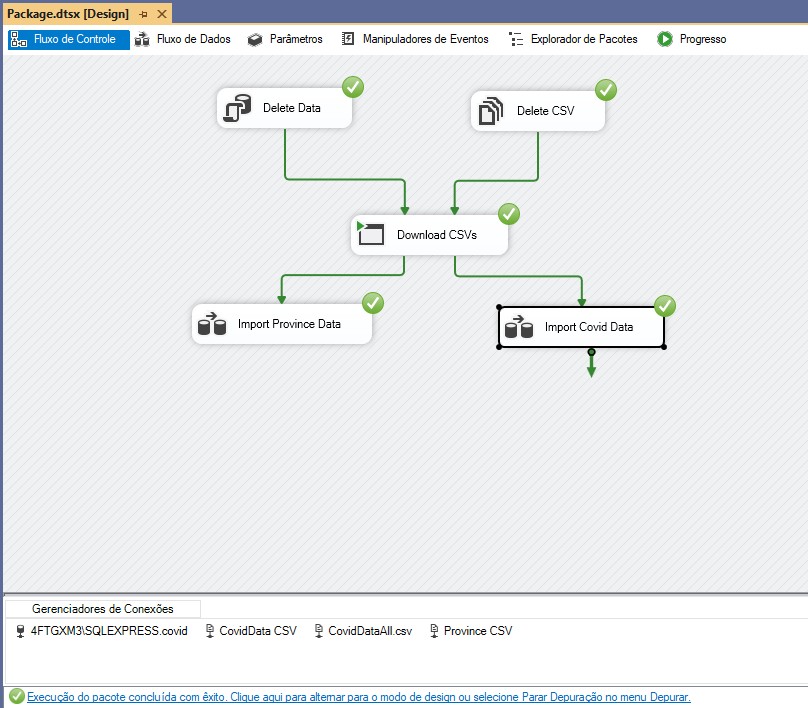 Package.dtsx [Design]
Fluxo de Controle Fluxo de Dados Parâmetros Manipuladores de Eventos Explorador de Pacotes Progresso
Delete Data Delete CSV
Download CSVs
Import Province Data Import Covid Data
Gerenciadores de Conexões
4FTGXM3\SQLEXPRESS.covid CovidData CSV CovidDataAll.csv Province CSV
Execução do pacote concluída com êxito. Clique aqui para alternar para o modo de design ou selecione Parar Depuração no menu Depurar.